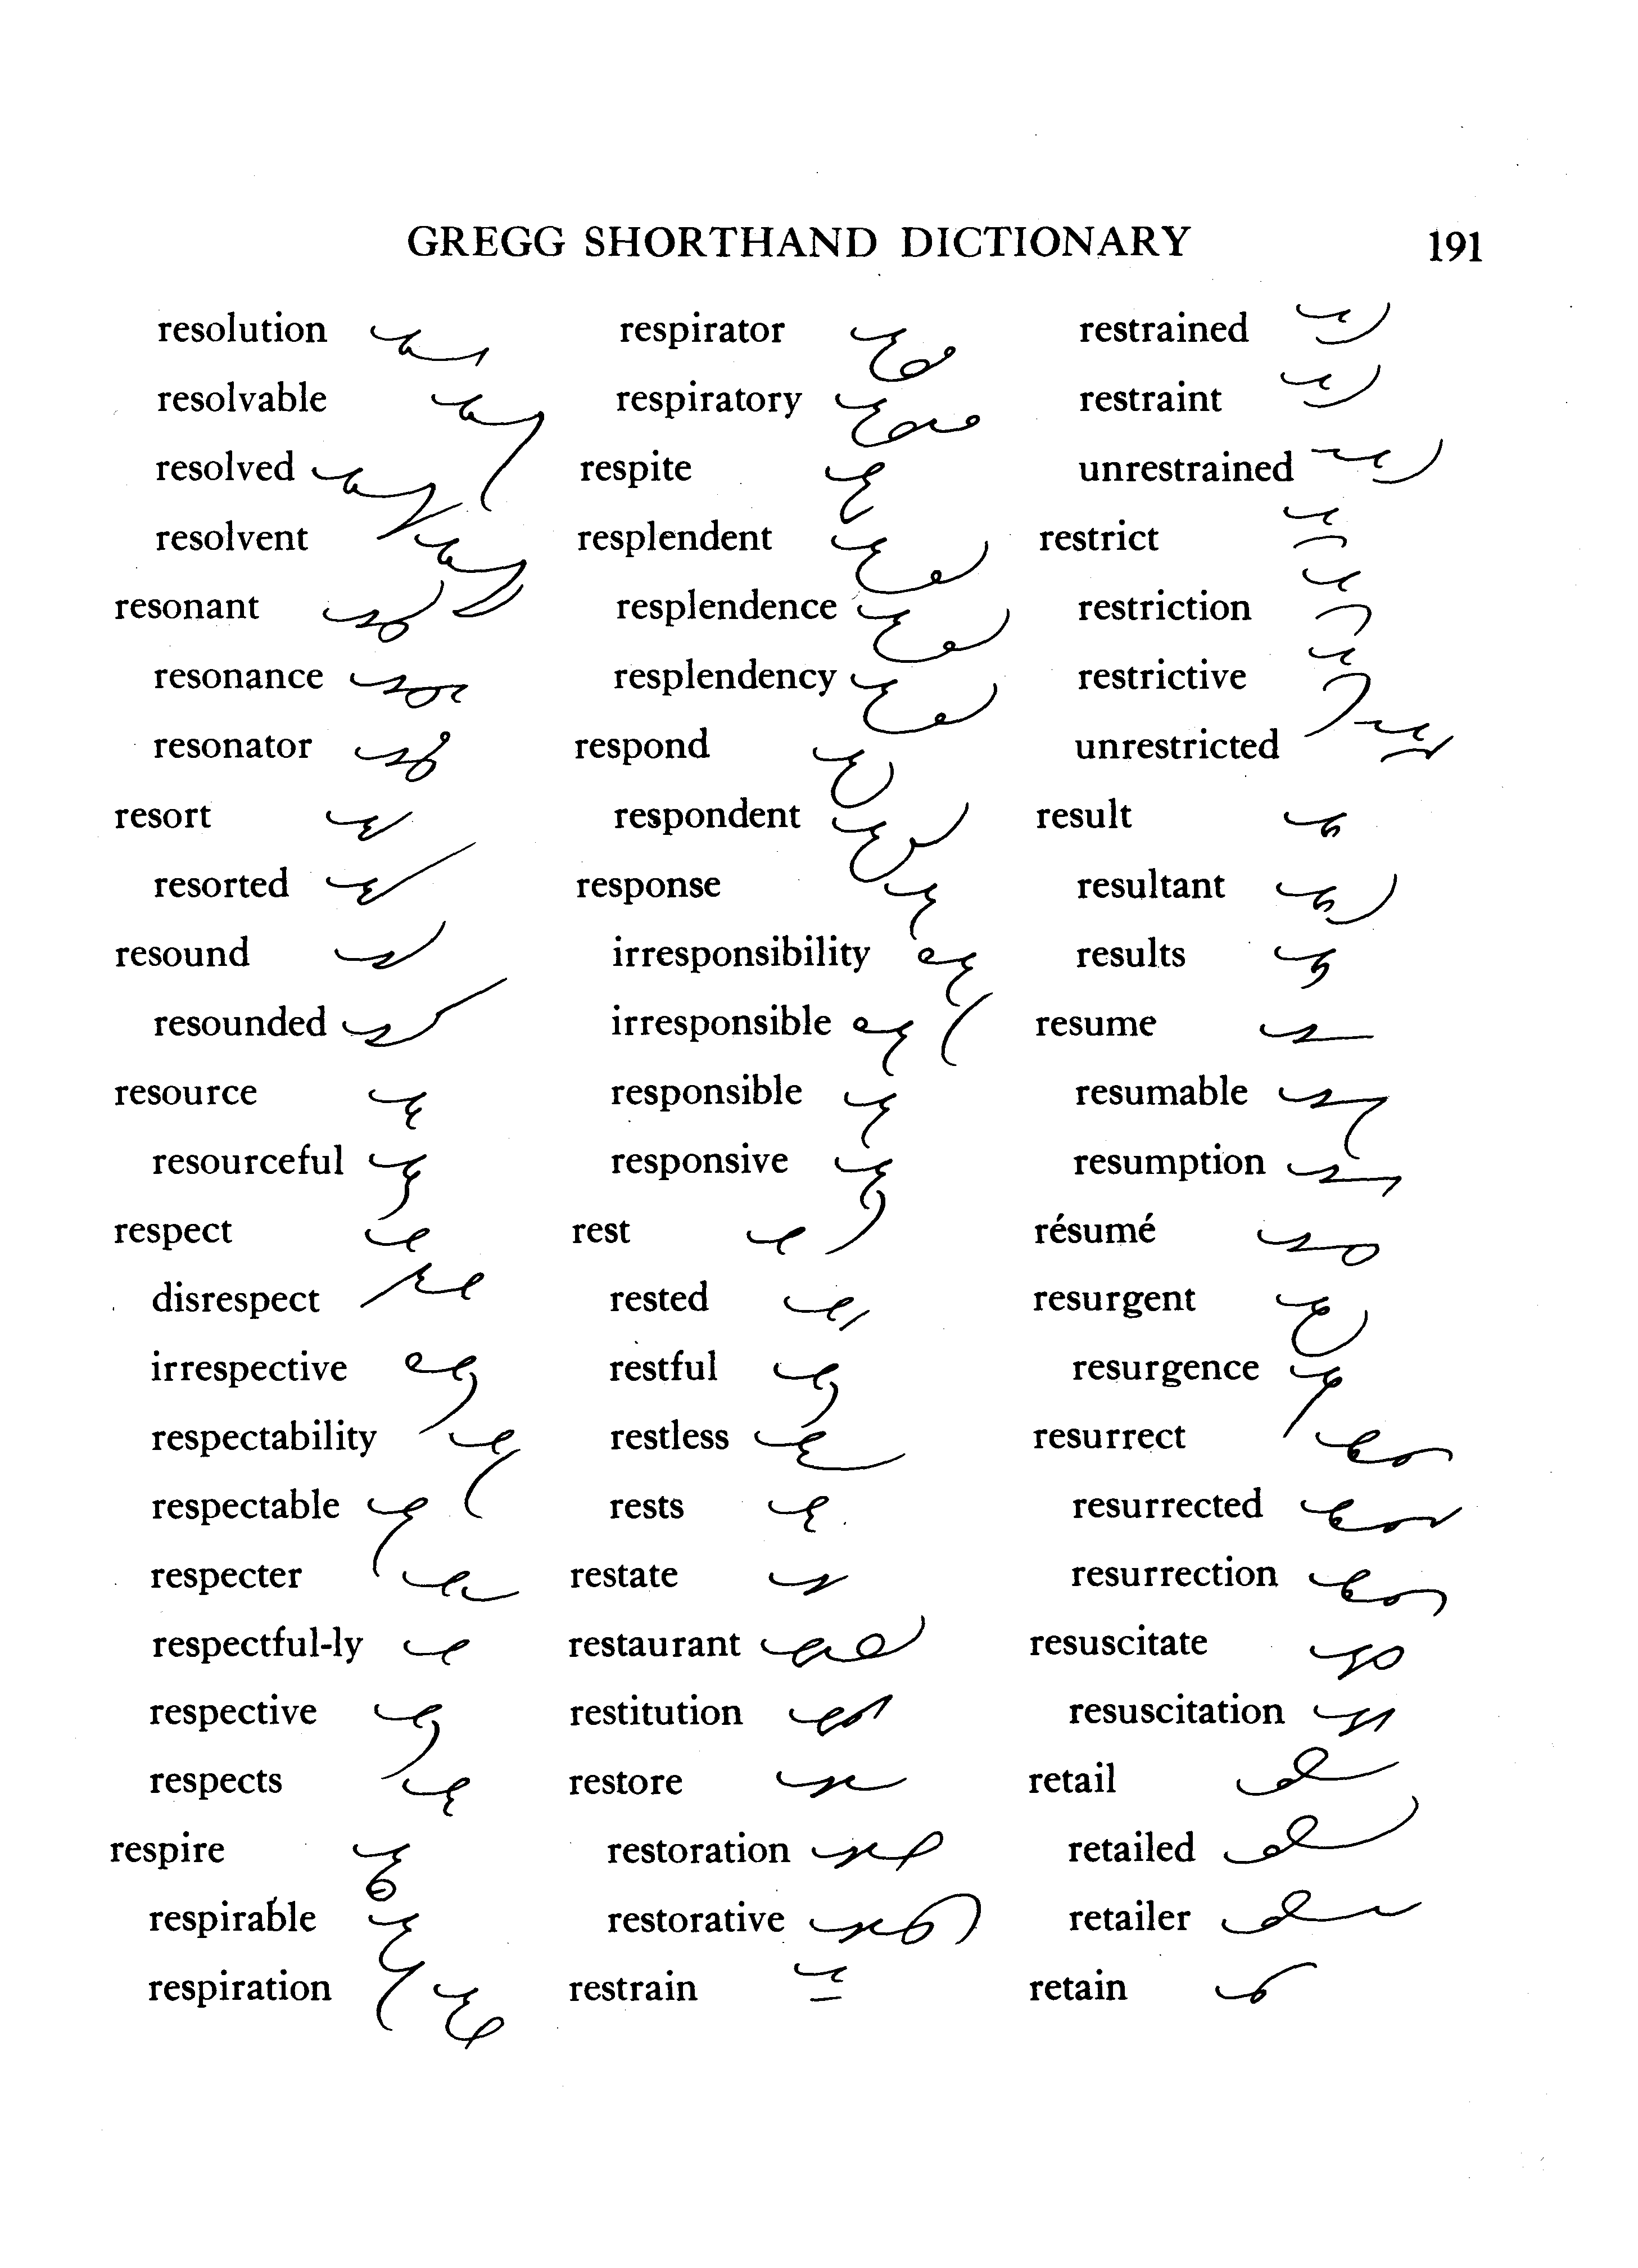 GREGG SHORTHAND DICTIONARY 191
resolution
resolvable
resolved
resolvent
resonant
resonance
resonator
resort
resorted
resound
resounded
resource
resourceful
respect
disrespect
irrespective
respectability
respectable
respecter
respectful-ly
respective
respects
respire
respirable
respiration
respirator
respiratory
respite
resplendent
resplendence
resplendency
respond
respondent
response
irresponsibility
irresponsible
responsible
responsive
rest
rested
restful
restless
rests
restate
restaurant
restitution
restore
restoration
restorative
restrain
restrained
restraint
unrestrained
restrict
restriction
restrictive
unrestricted
result
resultant
results
resume
resumable
resumption
résumé
resurgent
resurgence
resurrect
resurrected
resurrection
resuscitate
resuscitation
retail
retailed
retailer
retain